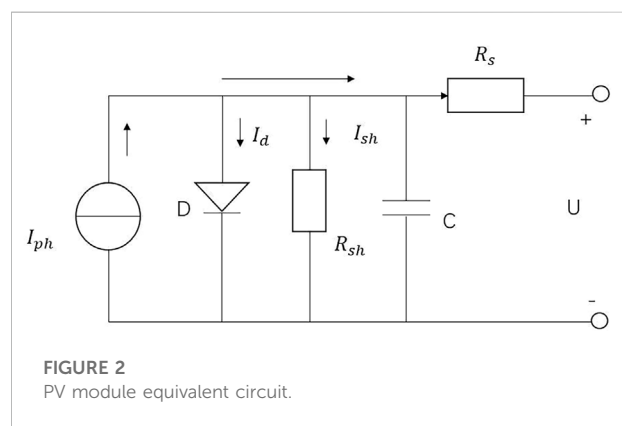 R_s
+
I_d
I_sh
D
C
U
I_ph
R_sh
-
FIGURE 2
PV module equivalent circuit.